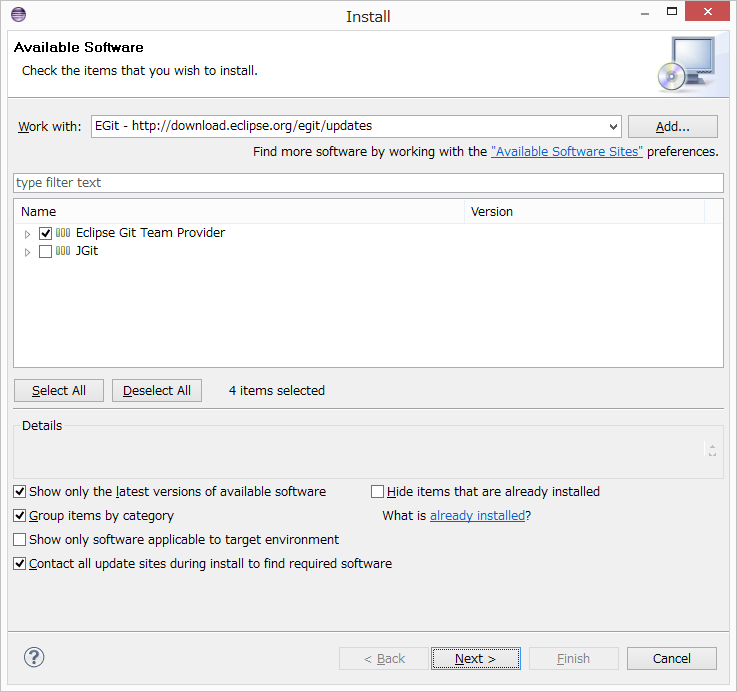 Install
Available Software
Check the items that you wish to install.
Work with: EGit - http://download.eclipse.org/egit/updates Add...
Find more software by working with the "Available Software Sites" preferences.
type filter text
Name Version
Eclipse Git Team Provider
JGit
Select All Deselect All 4 items selected
Details
Show only the latest versions of available software Hide items that are already installed
Group items by category What is already installed?
Show only software applicable to target environment
Contact all update sites during install to find required software
? < Back Next > Finish Cancel